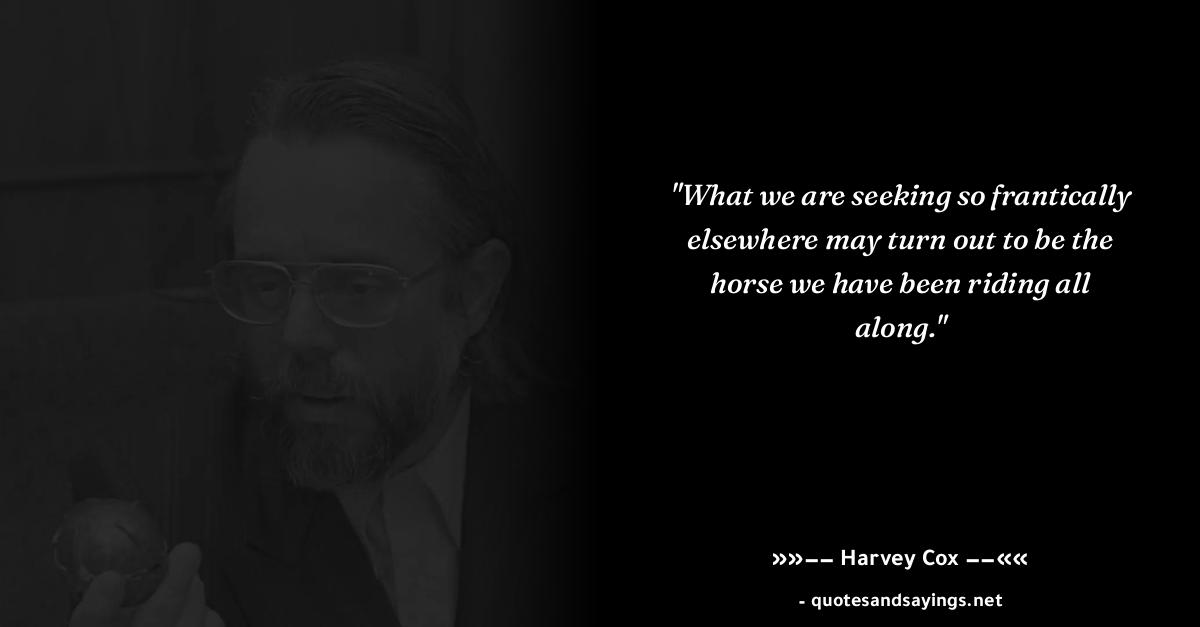 "What we are seeking so frantically
elsewhere may turn out to be the
horse we have been riding all
along."
»»−− Harvey Cox −−««
- quotesandsayings.net